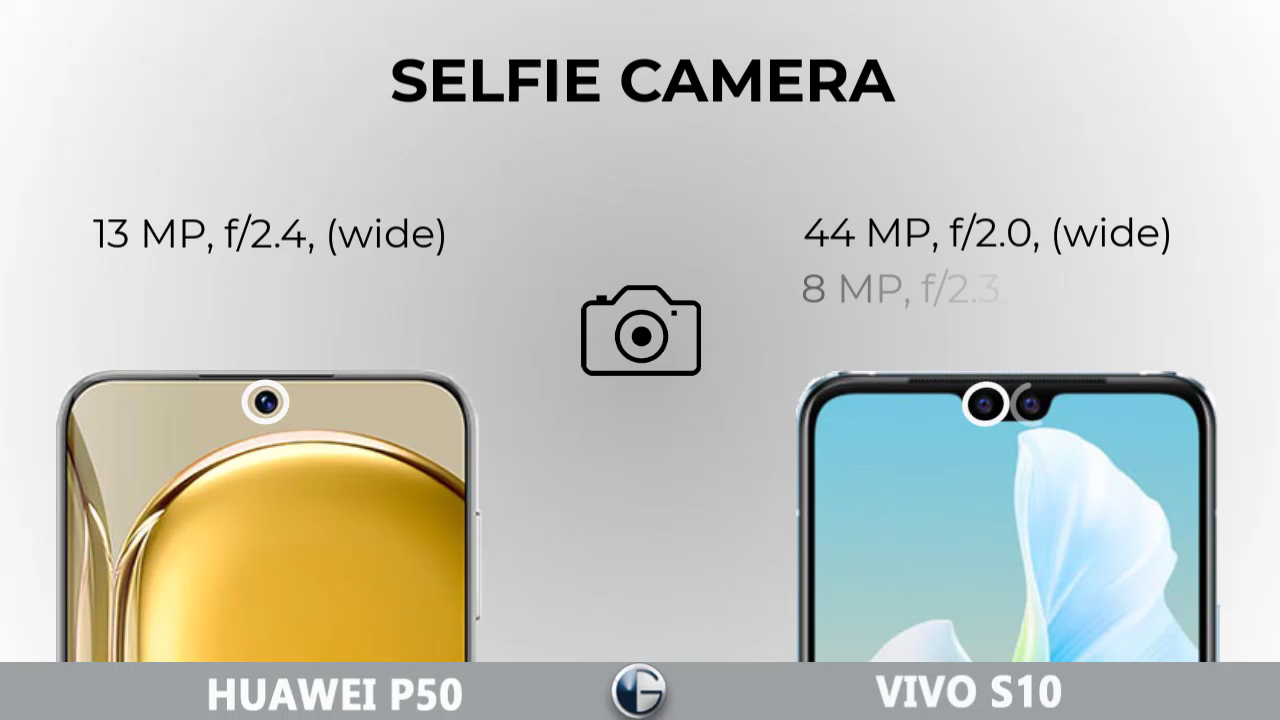 SELFIE CAMERA
13 MP, f/2.4, (wide)
44 MP, f/2.0, (wide)
8 MP, f/2.3
HUAWEI P50
VIVO S10